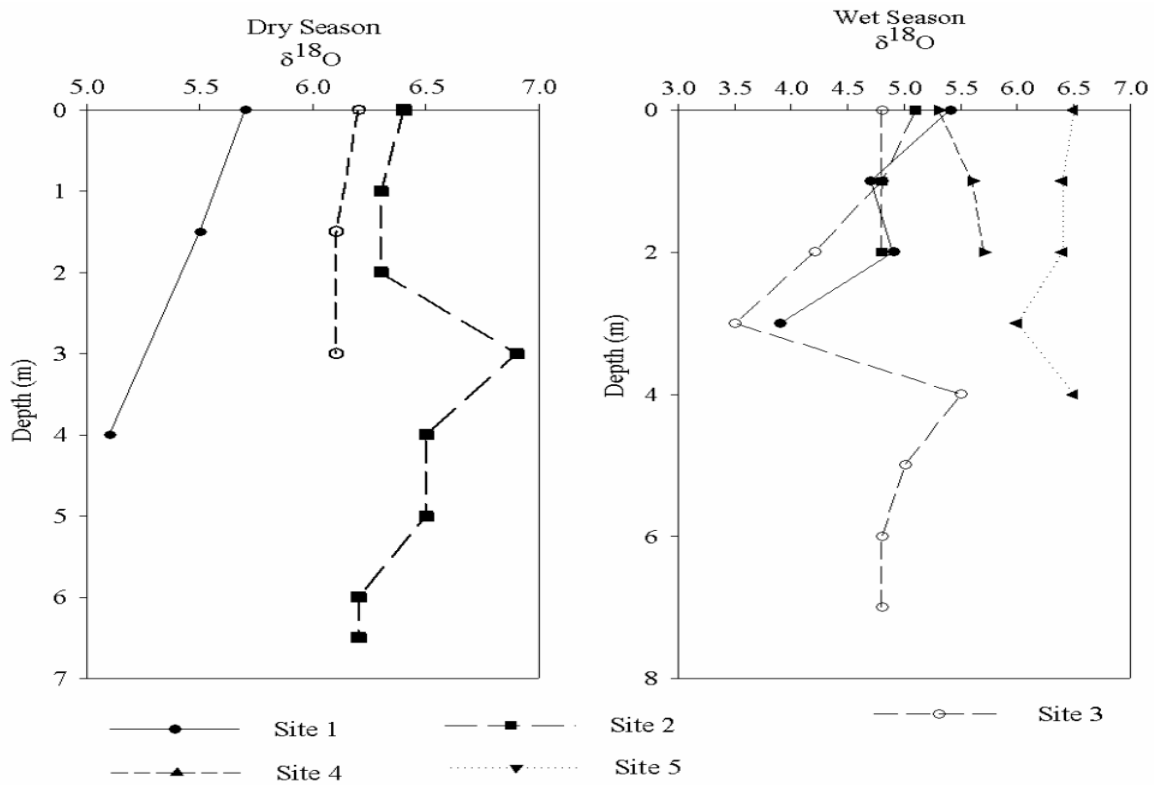 Dry Season
δ18O
5.0 5.5 6.0 6.5 7.0
0
1
2
3
4
5
6
7
Depth (m)
Wet Season
δ18O
3.0 3.5 4.0 4.5 5.0 5.5 6.0 6.5 7.0
0
2
4
6
8
Depth (m)
Site 1 Site 2 Site 3
Site 4 Site 5